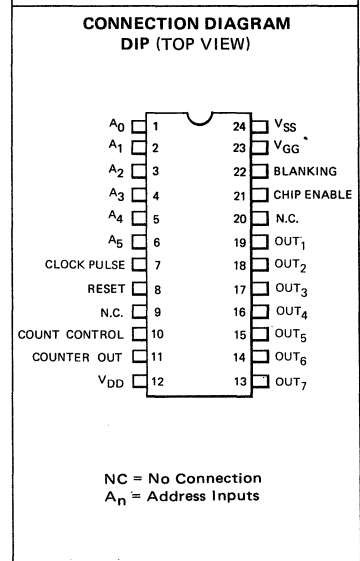 CONNECTION DIAGRAM
DIP (TOP VIEW)
A0 1 24 VSS
A1 2 23 VGG
A2 3 22 BLANKING
A3 4 21 CHIP ENABLE
A4 5 20 N.C.
A5 6 19 OUT1
CLOCK PULSE 7 18 OUT2
RESET 8 17 OUT3
N.C. 9 16 OUT4
COUNT CONTROL 10 15 OUT5
COUNTER OUT 11 14 OUT6
VDD 12 13 OUT7
NC = No Connection
An = Address Inputs